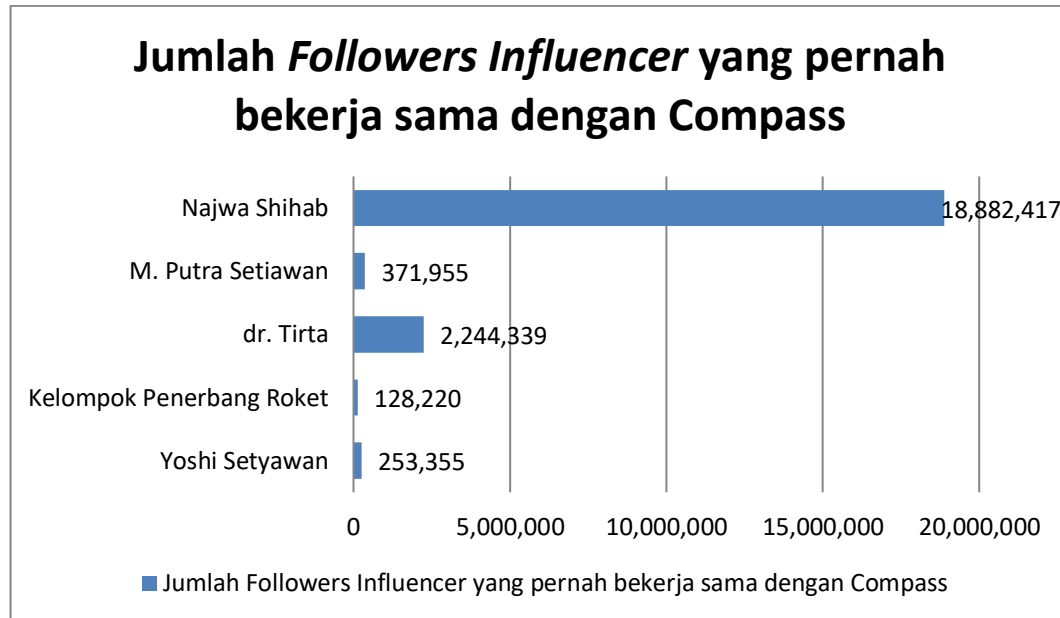 Jumlah Followers Influencer yang pernah
bekerja sama dengan Compass
Najwa Shihab
18,882,417
M. Putra Setiawan
371,955
dr. Tirta
2,244,339
Kelompok Penerbang Roket
128,220
Yoshi Setyawan
253,355
0
5,000,000
10,000,000
15,000,000
20,000,000
Jumlah Followers Influencer yang pernah bekerja sama dengan Compass